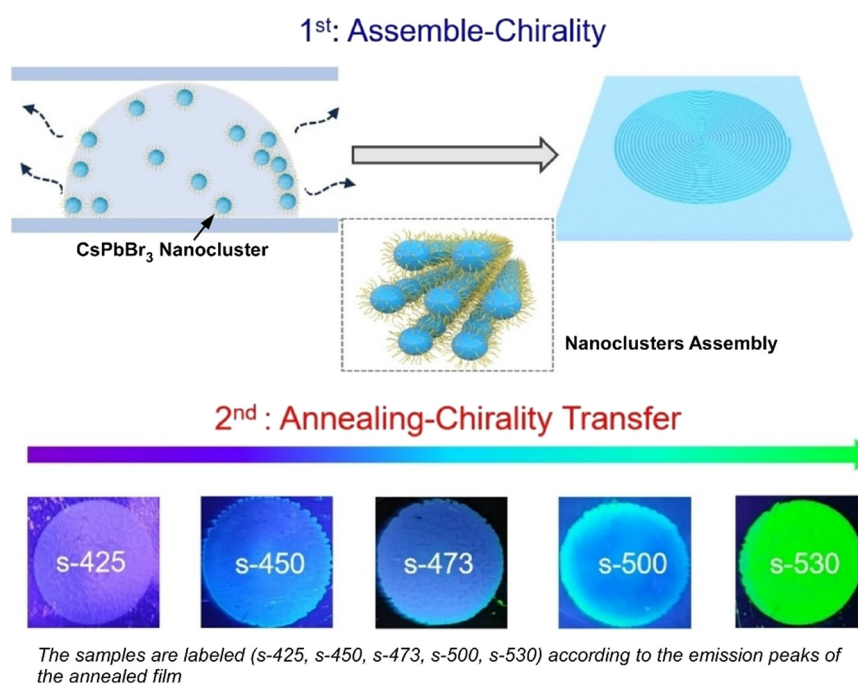 1st: Assemble-Chirality
CsPbBr3 Nanocluster
Nanoclusters Assembly
2nd : Annealing-Chirality Transfer
s-425
s-450
s-473
s-500
s-530
The samples are labeled (s-425, s-450, s-473, s-500, s-530) according to the emission peaks of
the annealed film